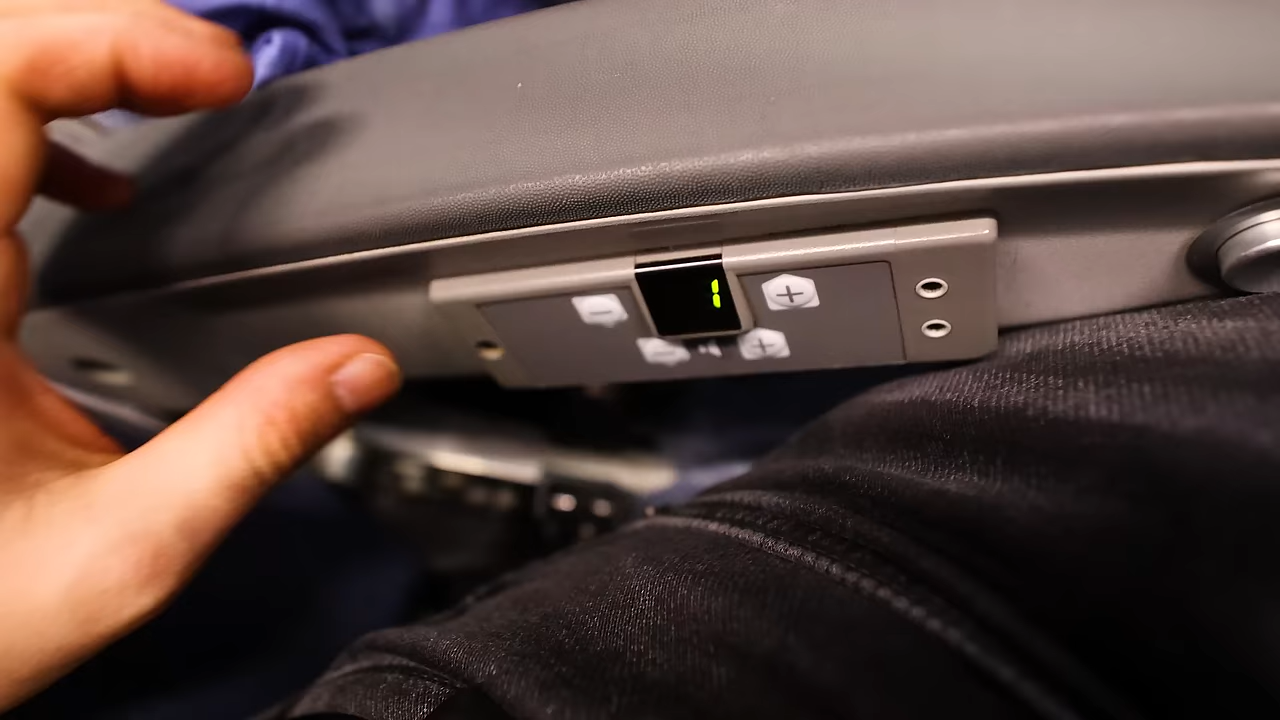 - 1 +
- +